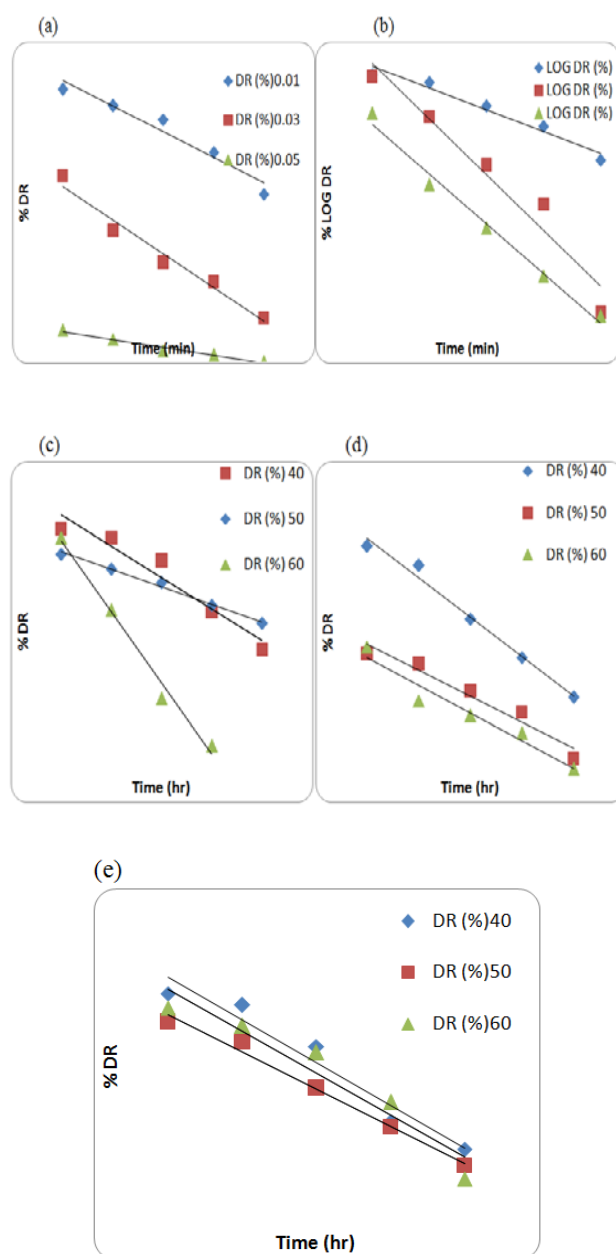 (a)
DR (%)0.01
DR (%)0.03
DR (%)0.05
% DR
Time (min)
(b)
LOG DR (%)
LOG DR (%)
LOG DR (%)
% LOG DR
Time (min)
(c)
DR (%) 40
DR (%) 50
DR (%) 60
% DR
Time (hr)
(d)
DR (%) 40
DR (%) 50
DR (%) 60
% DR
Time (hr)
(e)
DR (%)40
DR (%)50
DR (%)60
% DR
Time (hr)